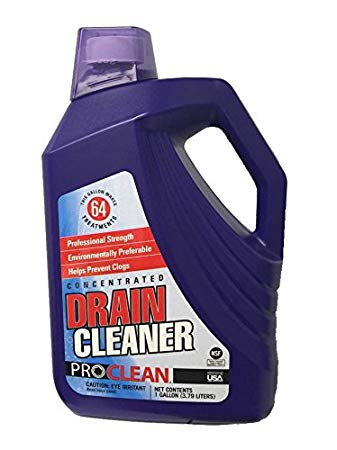 THIS GALLON MAKES
64
TREATMENTS
Professional Strength
Environmentally Preferable
Helps Prevent Clogs
CONCENTRATED
DRAIN
CLEANER
PROCLEAN.
CAUTION: EYE IRRITANT
NET CONTENTS
1 GALLON (3.79 LITERS)
NSF
USA